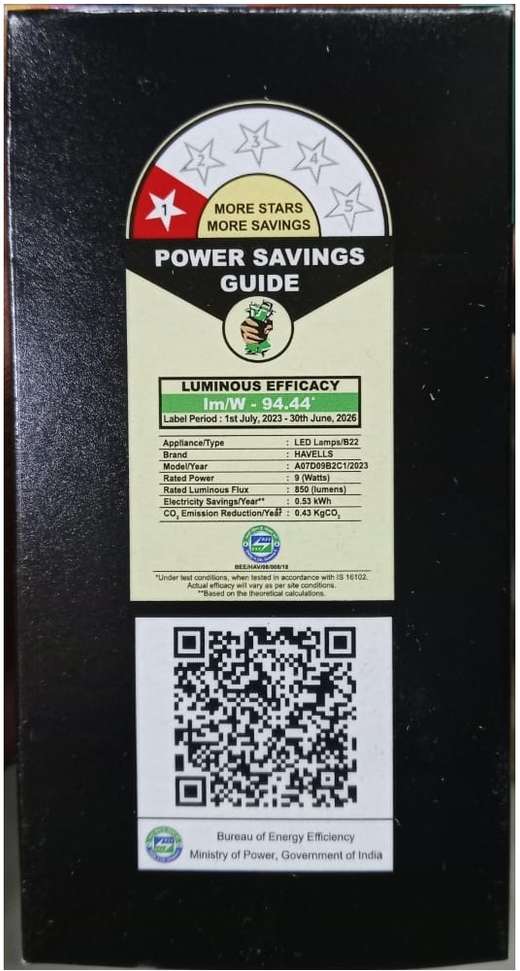 1 2 3 4 5
MORE STARS
MORE SAVINGS
POWER SAVINGS
GUIDE
LUMINOUS EFFICACY
lm/W - 94.44*
Label Period : 1st July, 2023 - 30th June, 2026
Appliance/Type : LED Lamps/B22
Brand : HAVELLS
Model/Year : A07D09B2C1/2023
Rated Power : 9 (Watts)
Rated Luminous Flux : 850 (lumens)
Electricity Savings/Year** : 0.53 kWh
CO₂ Emission Reduction/Year** : 0.43 KgCO₂
BEE/HAV/08/008/18
*Under test conditions, when tested in accordance with IS 16102.
Actual efficacy will vary as per site conditions.
**Based on the theoretical calculations.
Bureau of Energy Efficiency
Ministry of Power, Government of India